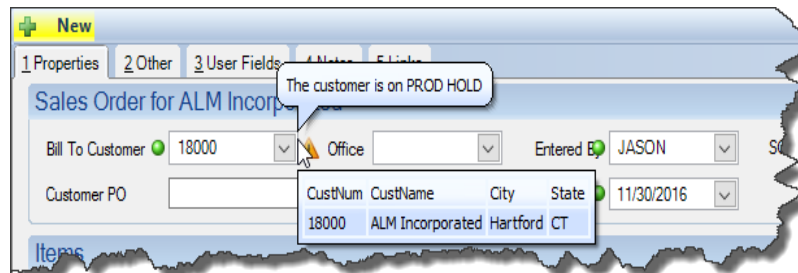 New
1 Properties 2 Other 3 User Fields 4 Notes 5 Links
The customer is on PROD HOLD
Sales Order for ALM Incorporated
Bill To Customer 18000 Office Entered By JASON
Customer PO 11/30/2016
CustNum CustName City State
18000 ALM Incorporated Hartford CT
Items